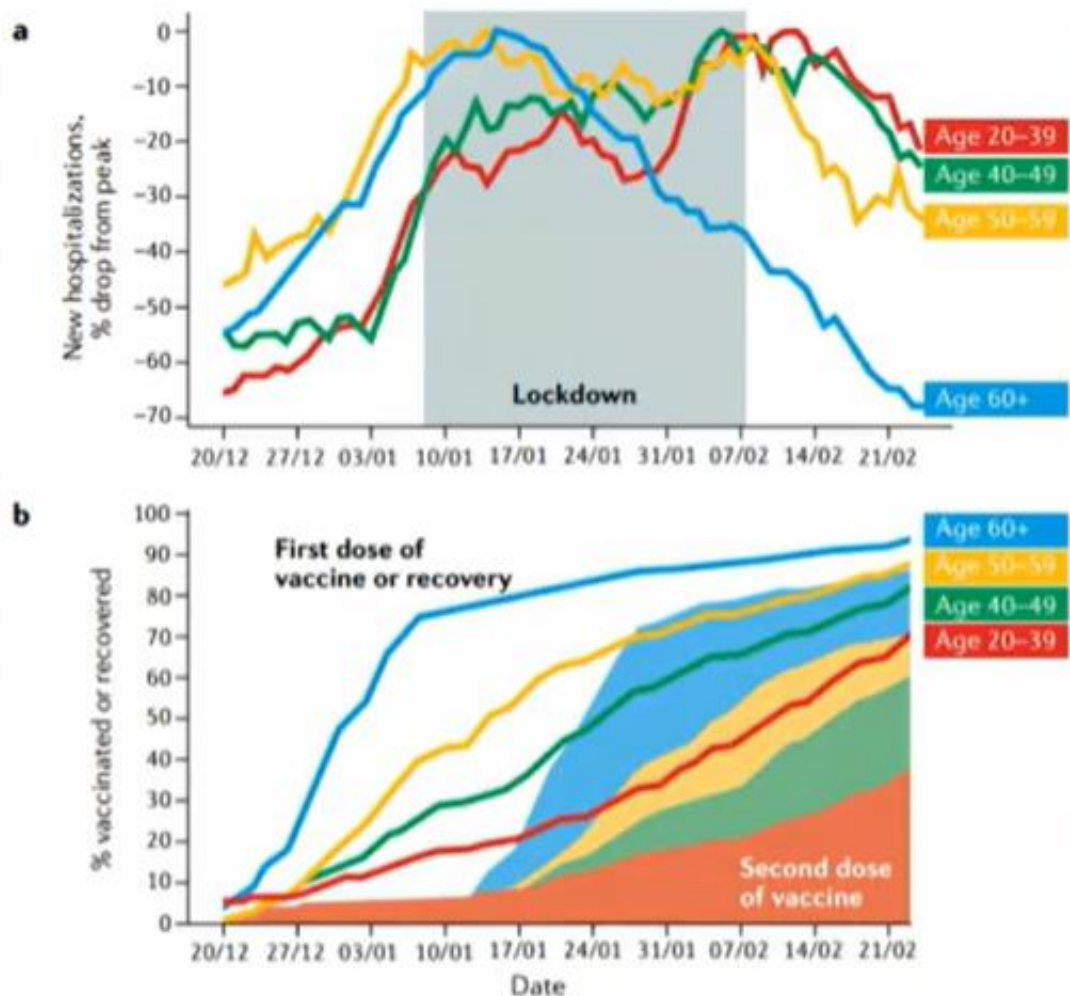 a
New hospitalizations,
% drop from peak
0
−10
−20
−30
−40
−50
−60
−70
Lockdown
Age 20–39
Age 40–49
Age 50–59
Age 60+
20/12 27/12 03/01 10/01 17/01 24/01 31/01 07/02 14/02 21/02
b
% vaccinated or recovered
100
90
80
70
60
50
40
30
20
10
0
First dose of
vaccine or recovery
Second dose
of vaccine
Age 60+
Age 50–59
Age 40–49
Age 20–39
20/12 27/12 03/01 10/01 17/01 24/01 31/01 07/02 14/02 21/02
Date